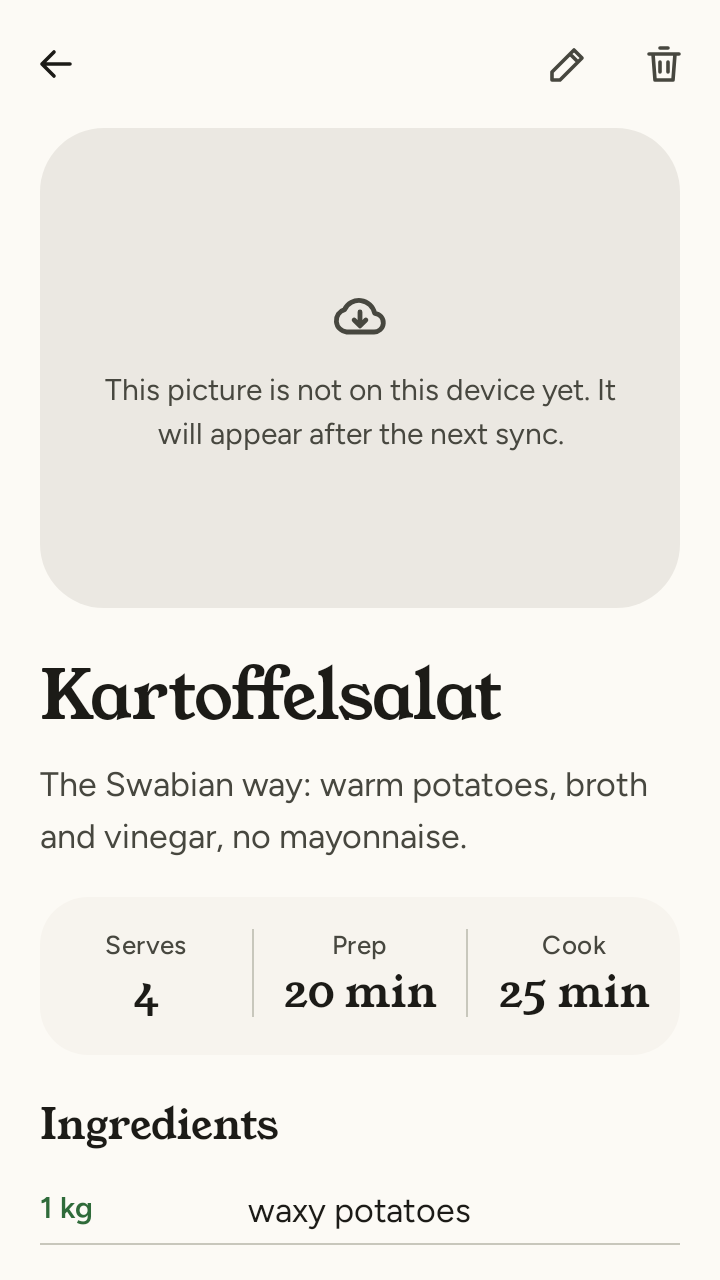 This picture is not on this device yet. It
will appear after the next sync.
Kartoffelsalat
The Swabian way: warm potatoes, broth
and vinegar, no mayonnaise.
Serves
4
Prep
20 min
Cook
25 min
Ingredients
1 kg waxy potatoes